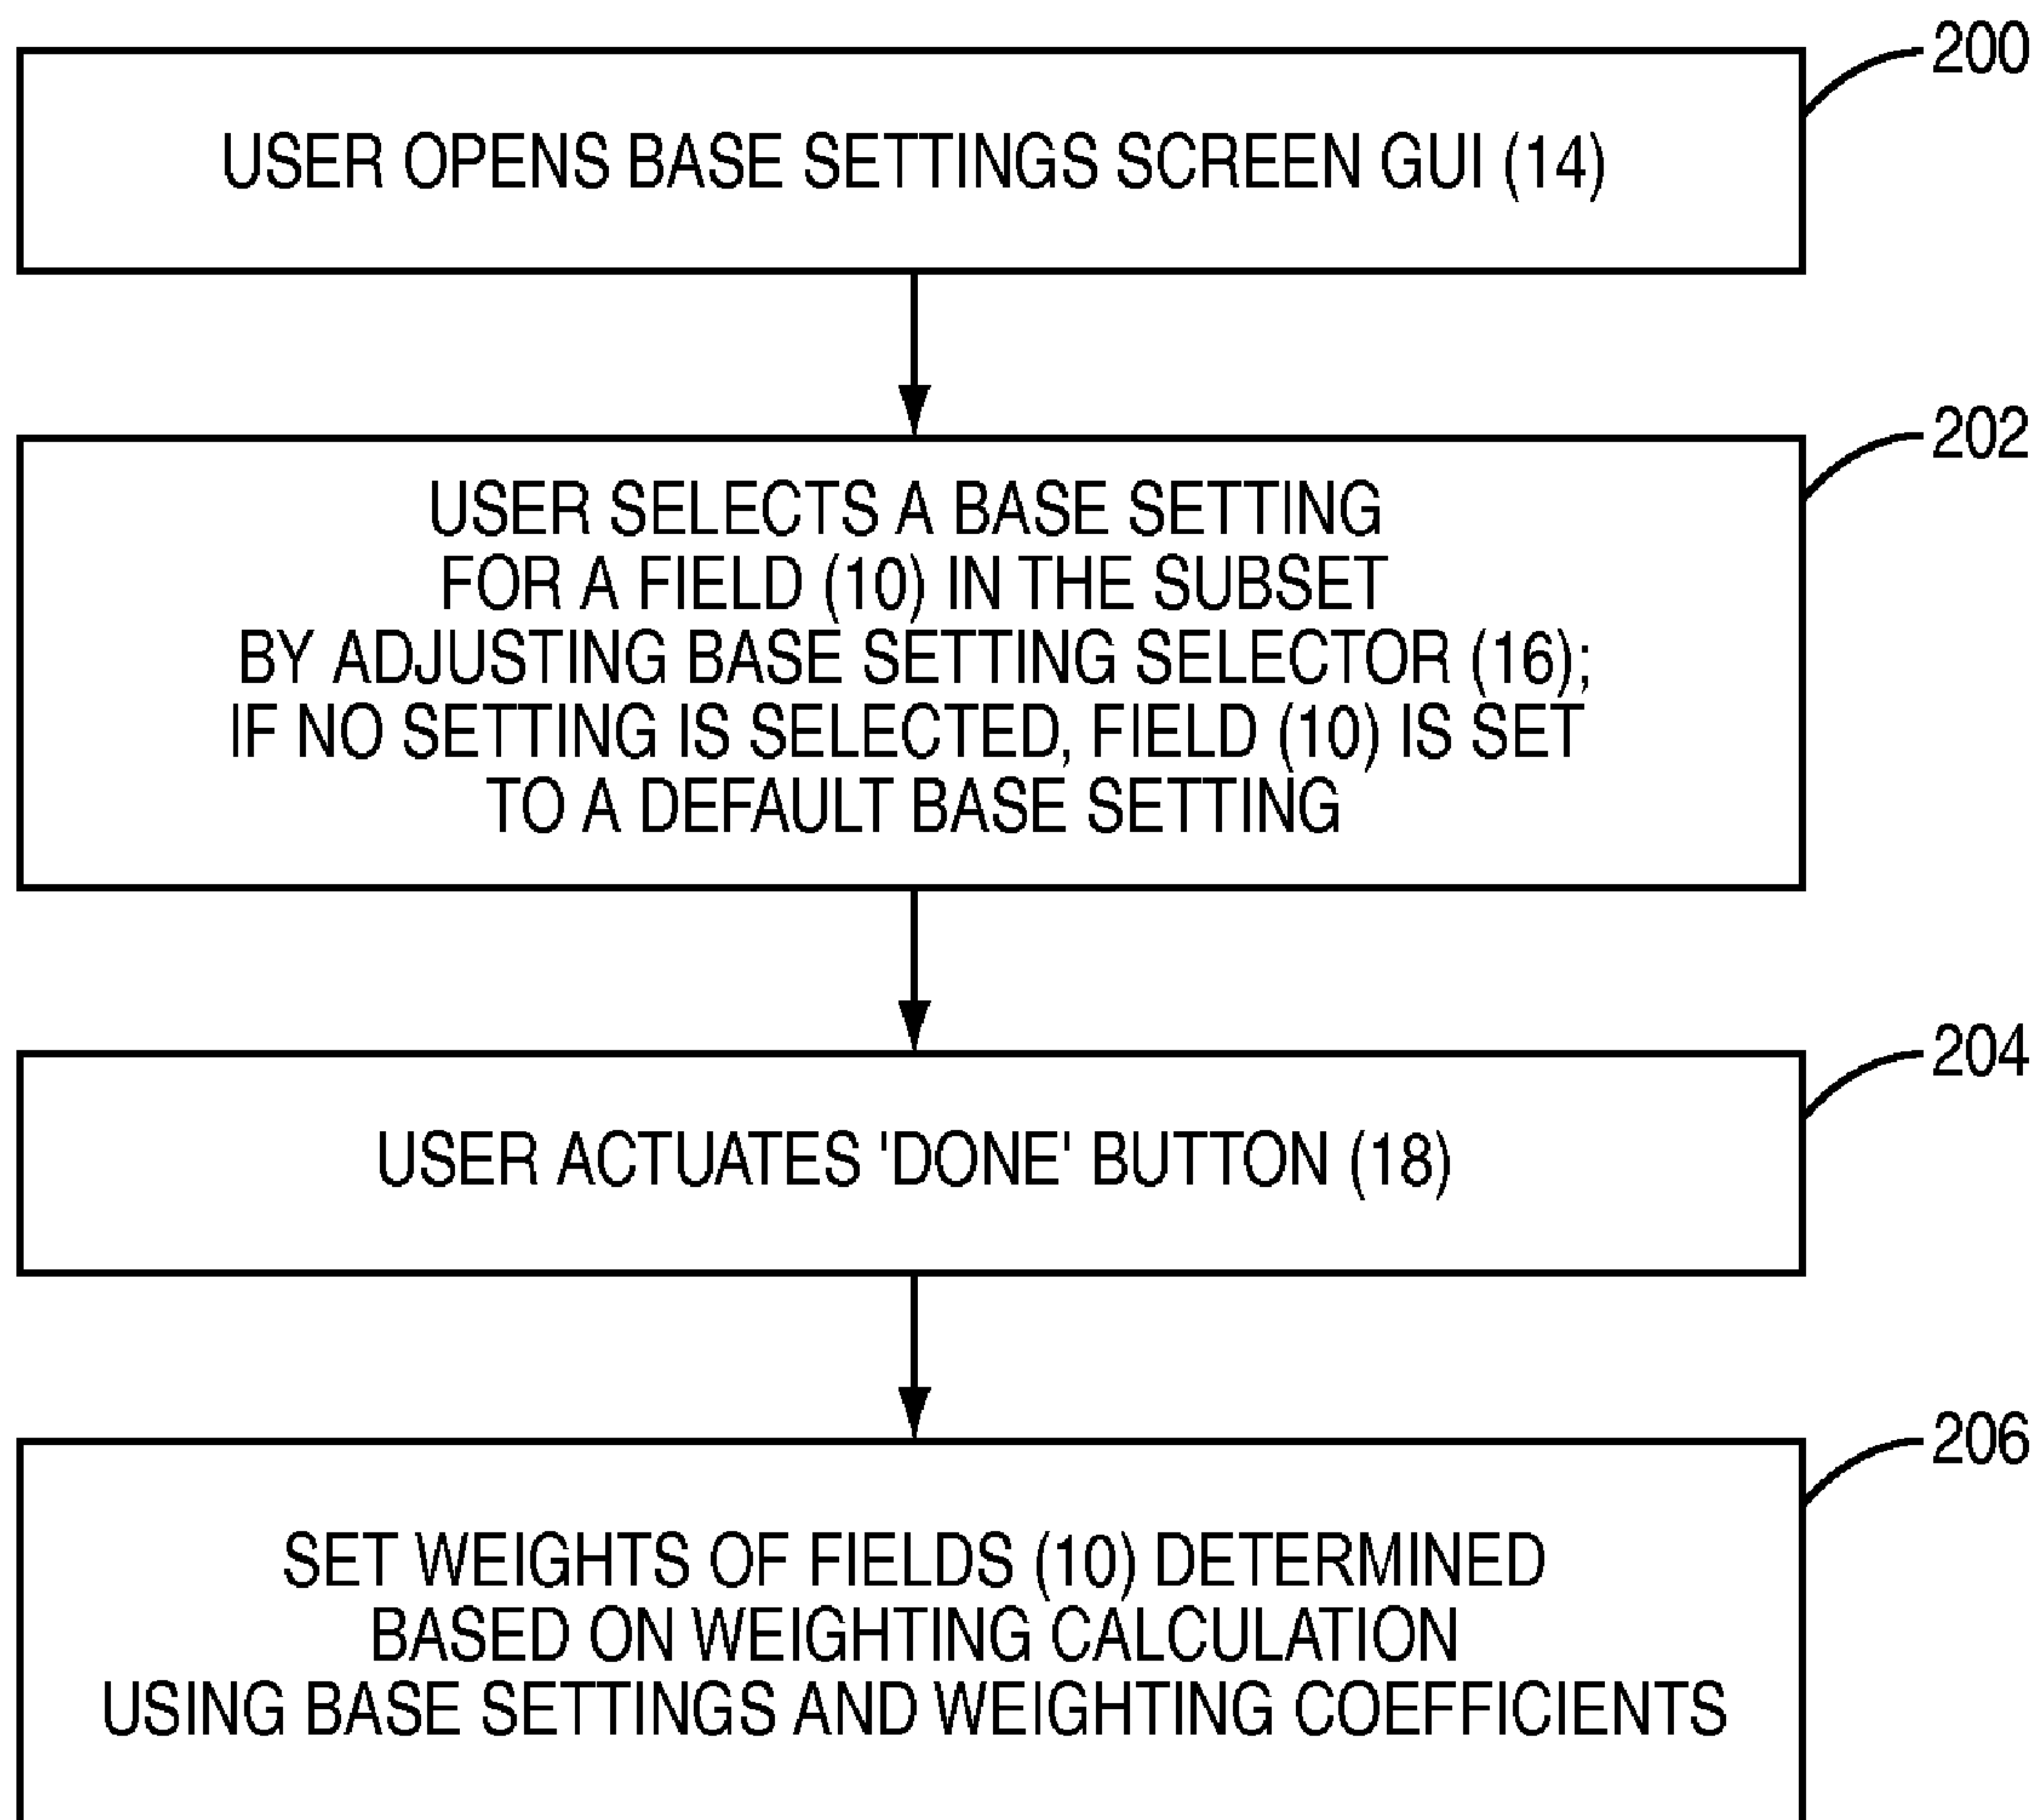 200
USER OPENS BASE SETTINGS SCREEN GUI (14)
202
USER SELECTS A BASE SETTING
FOR A FIELD (10) IN THE SUBSET
BY ADJUSTING BASE SETTING SELECTOR (16);
IF NO SETTING IS SELECTED, FIELD (10) IS SET
TO A DEFAULT BASE SETTING
204
USER ACTUATES 'DONE' BUTTON (18)
206
SET WEIGHTS OF FIELDS (10) DETERMINED
BASED ON WEIGHTING CALCULATION
USING BASE SETTINGS AND WEIGHTING COEFFICIENTS